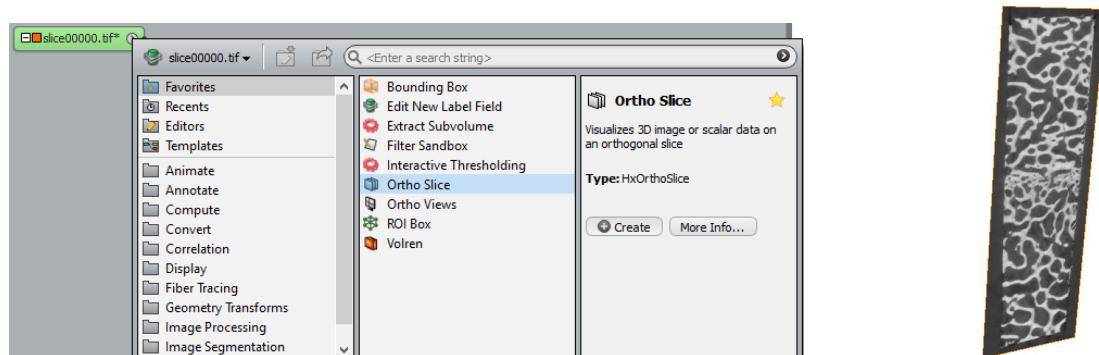 slice00000.tif*
slice00000.tif
<Enter a search string>
Favorites
Recents
Editors
Templates
Animate
Annotate
Compute
Convert
Correlation
Display
Fiber Tracing
Geometry Transforms
Image Processing
Image Segmentation
Bounding Box
Edit New Label Field
Extract Subvolume
Filter Sandbox
Interactive Thresholding
Ortho Slice
Ortho Views
ROI Box
Volren
Ortho Slice
Visualizes 3D image or scalar data on
an orthogonal slice
Type: HxOrthoSlice
Create More Info...